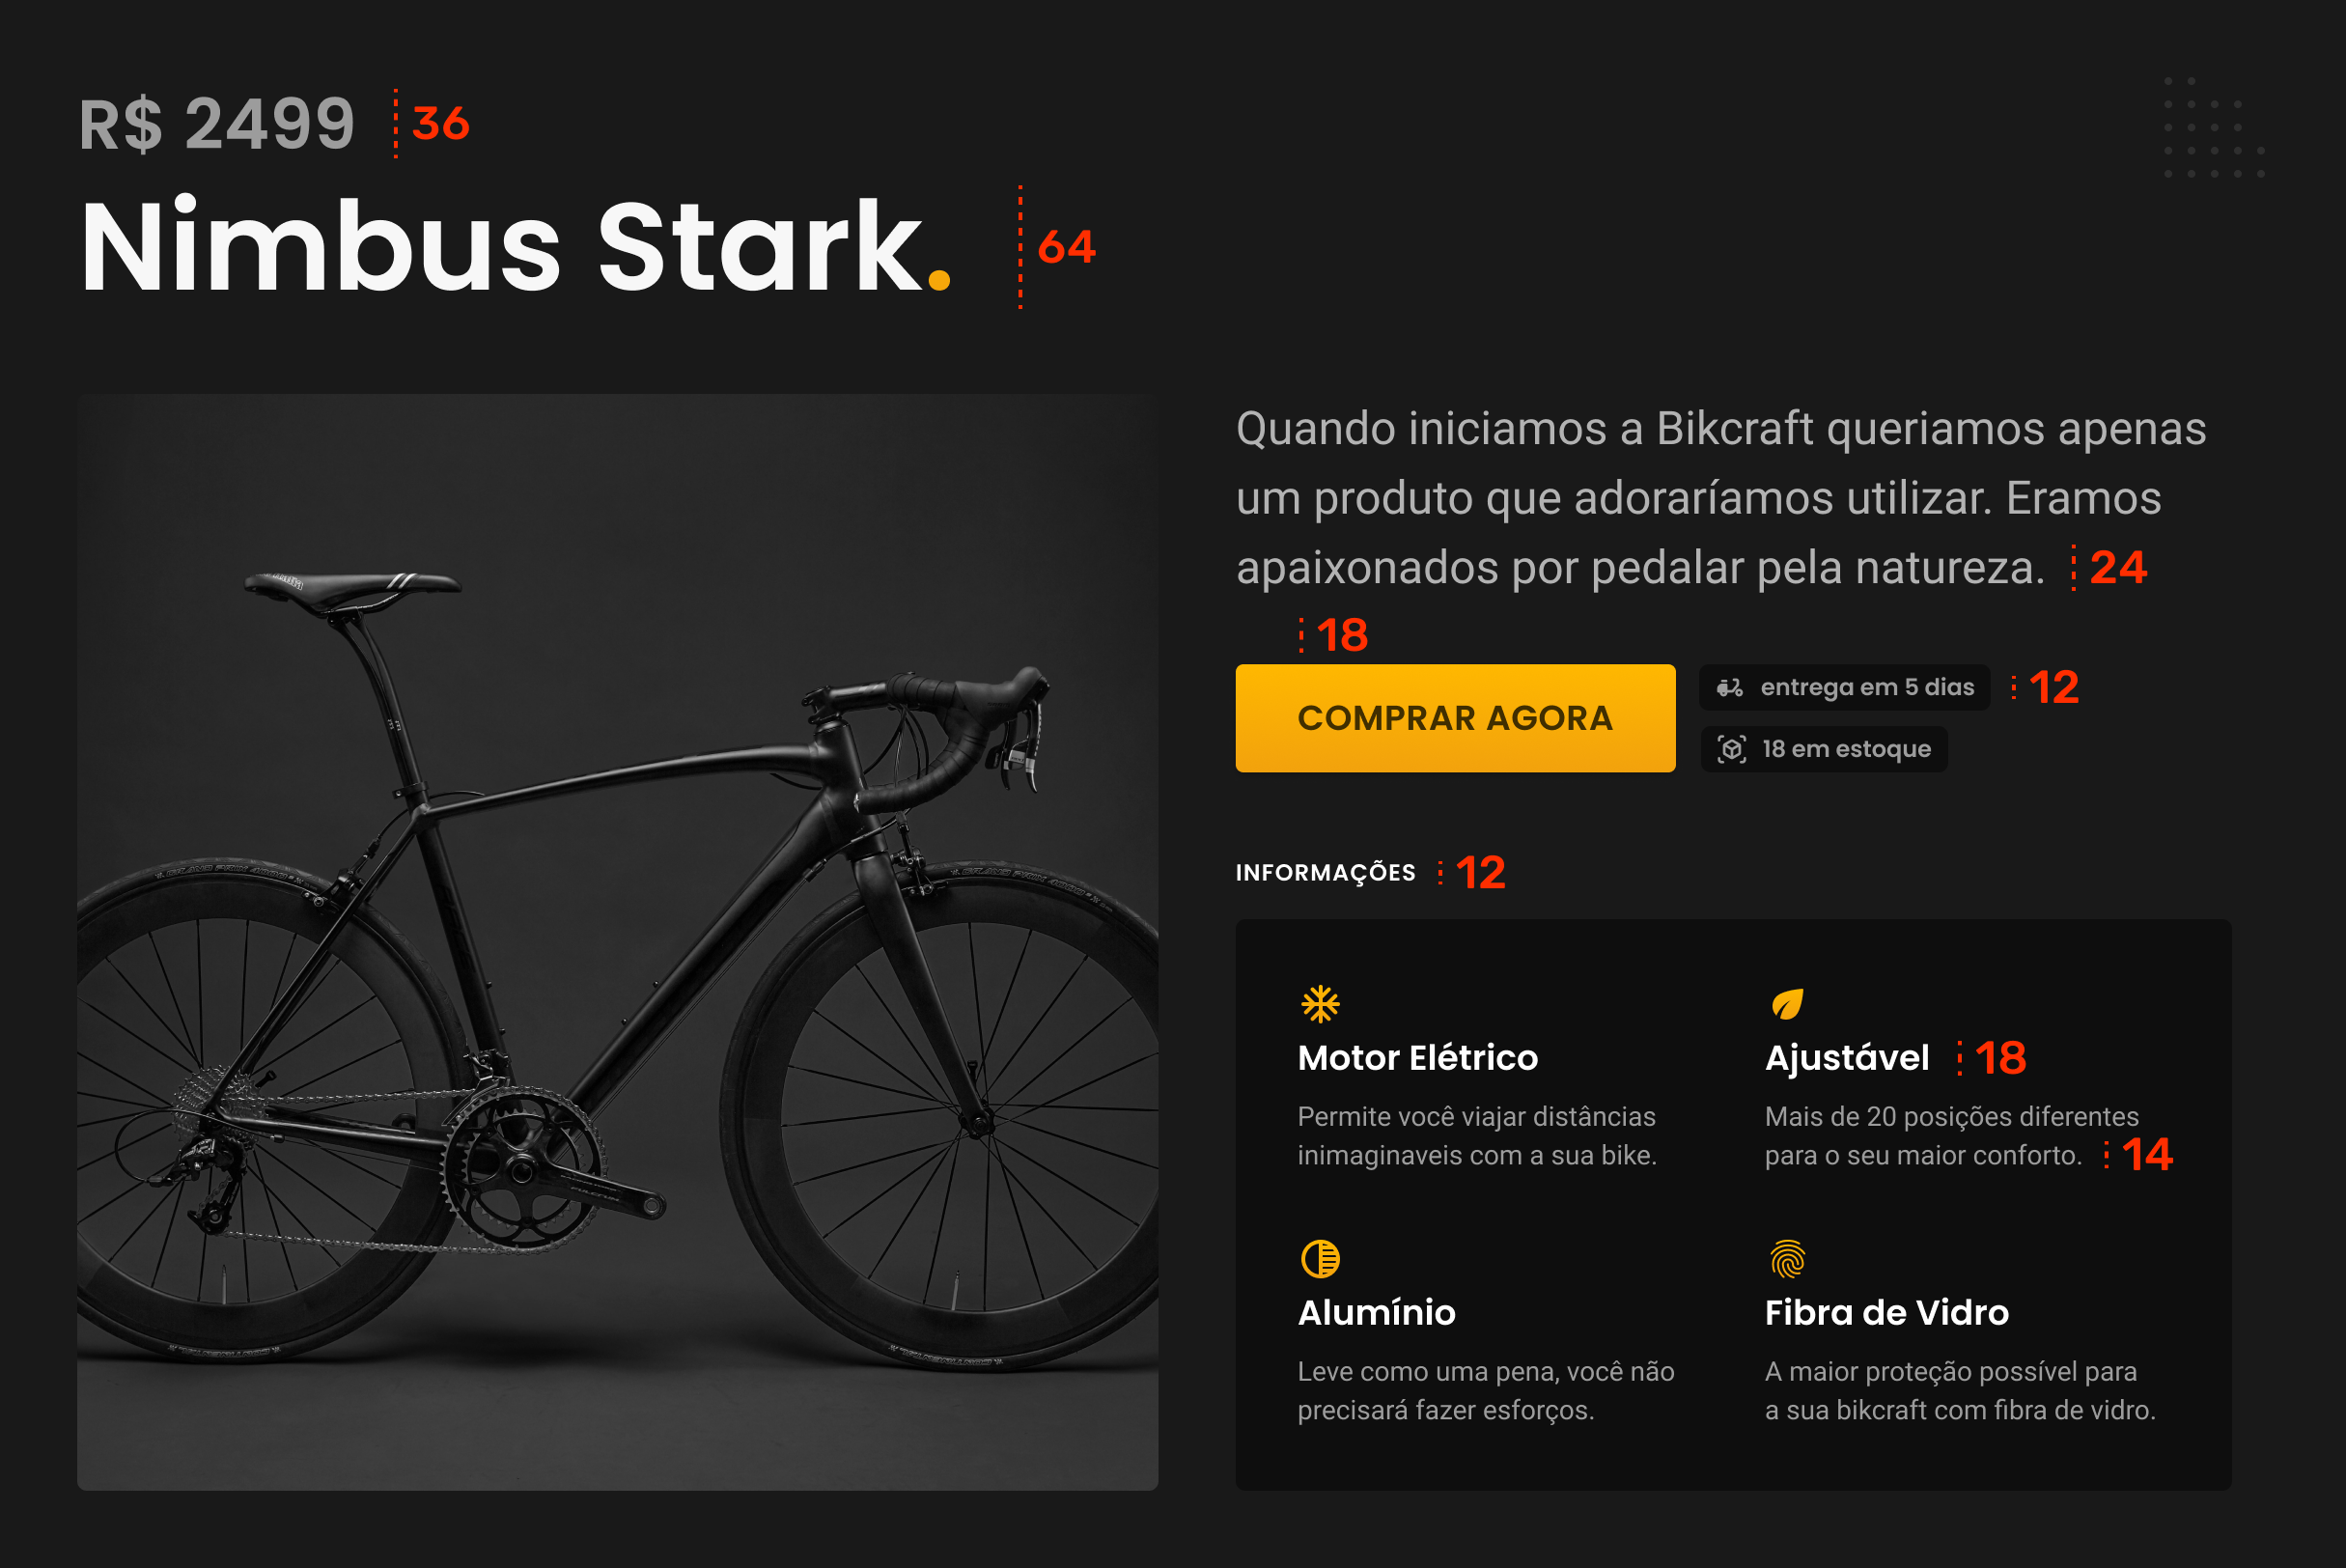 R$ 2499 36
Nimbus Stark. 64
Quando iniciamos a Bikcraft queriamos apenas
um produto que adoraríamos utilizar. Eramos
apaixonados por pedalar pela natureza. 24
18
COMPRAR AGORA
entrega em 5 dias 12
18 em estoque
INFORMAÇÕES 12
Motor Elétrico
Permite você viajar distâncias
inimaginaveis com a sua bike.
Ajustável 18
Mais de 20 posições diferentes
para o seu maior conforto. 14
Alumínio
Leve como uma pena, você não
precisará fazer esforços.
Fibra de Vidro
A maior proteção possível para
a sua bikcraft com fibra de vidro.